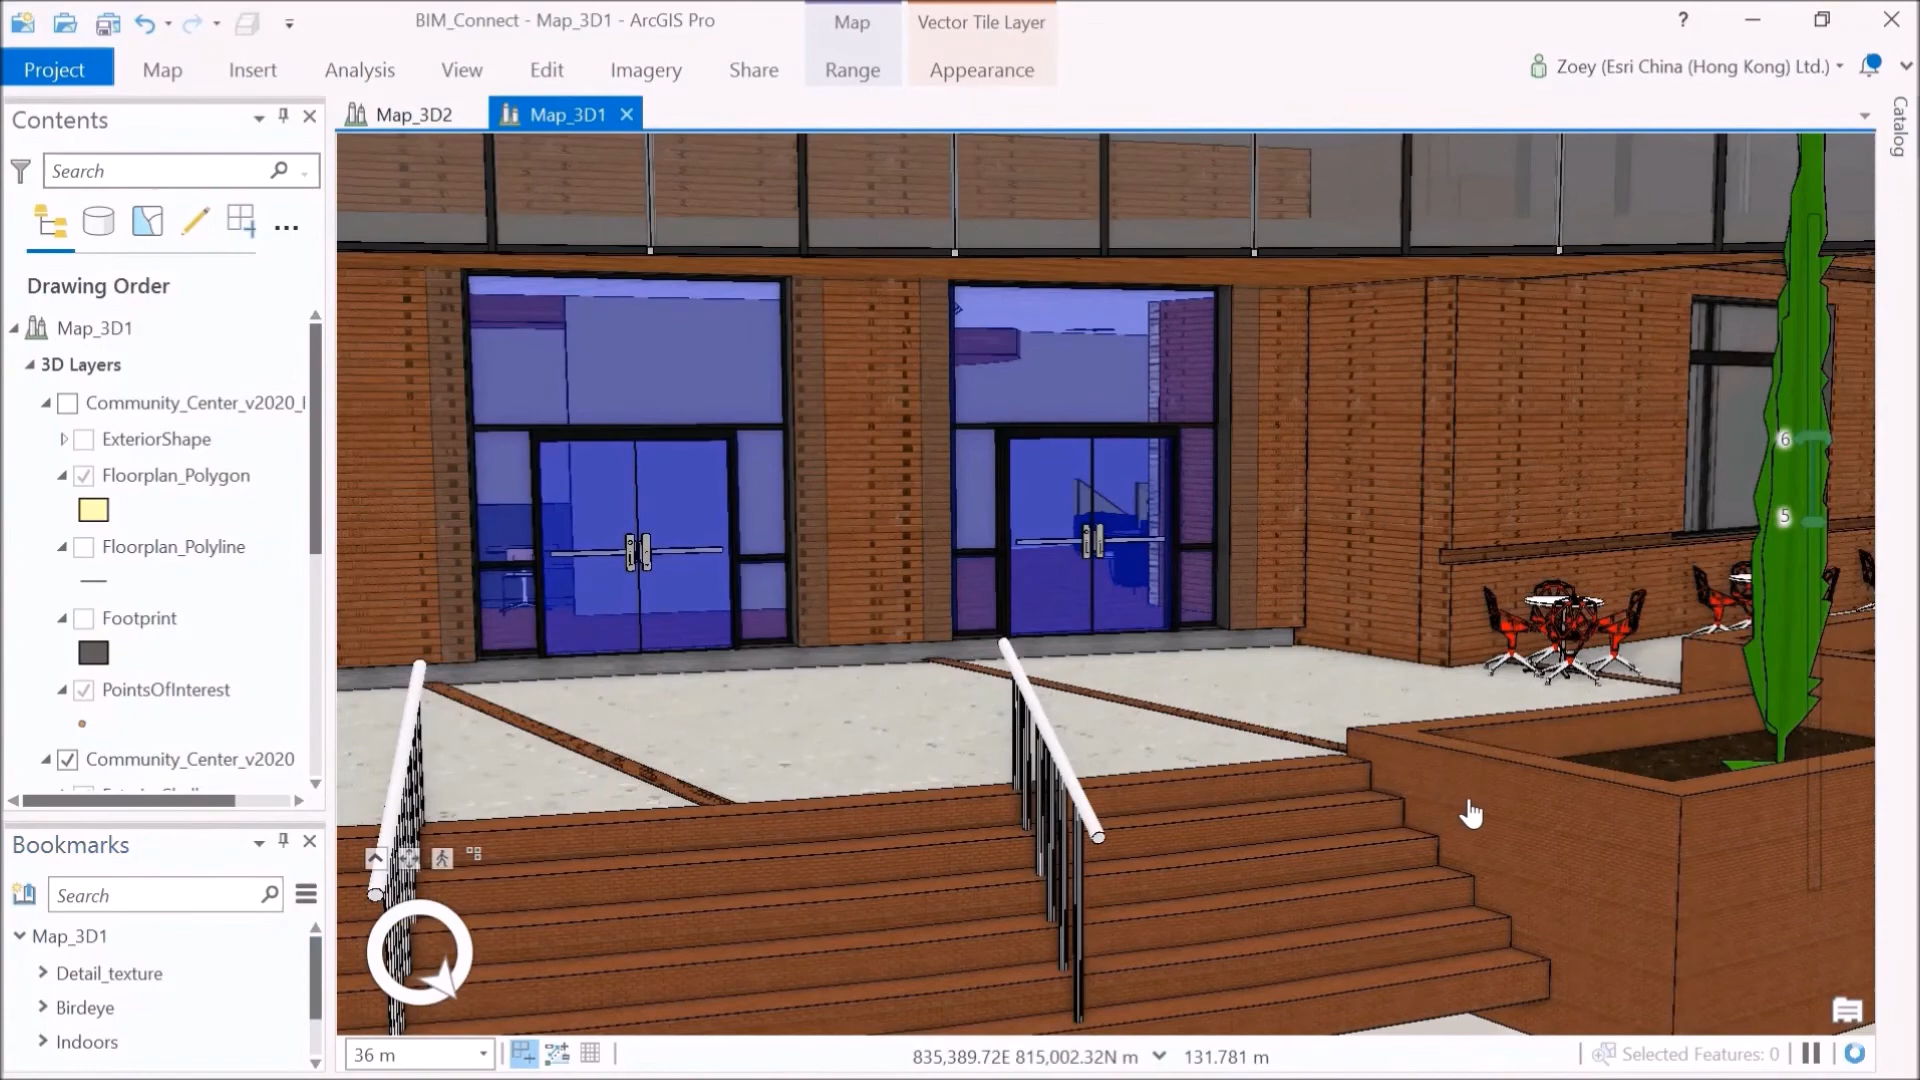 BIM_Connect - Map_3D1 - ArcGIS Pro
Map
Vector Tile Layer
?
Project
Map
Insert
Analysis
View
Edit
Imagery
Share
Range
Appearance
Zoey (Esri China (Hong Kong) Ltd.)
Contents
Map_3D2
Map_3D1
Catalog
Search
Drawing Order
Map_3D1
3D Layers
Community_Center_v2020_
ExteriorShape
Floorplan_Polygon
Floorplan_Polyline
Footprint
PointsOfInterest
Community_Center_v2020
6
5
Bookmarks
Search
Map_3D1
Detail_texture
Birdeye
Indoors
36 m
835,389.72E 815,002.32N m
131.781 m
Selected Features: 0